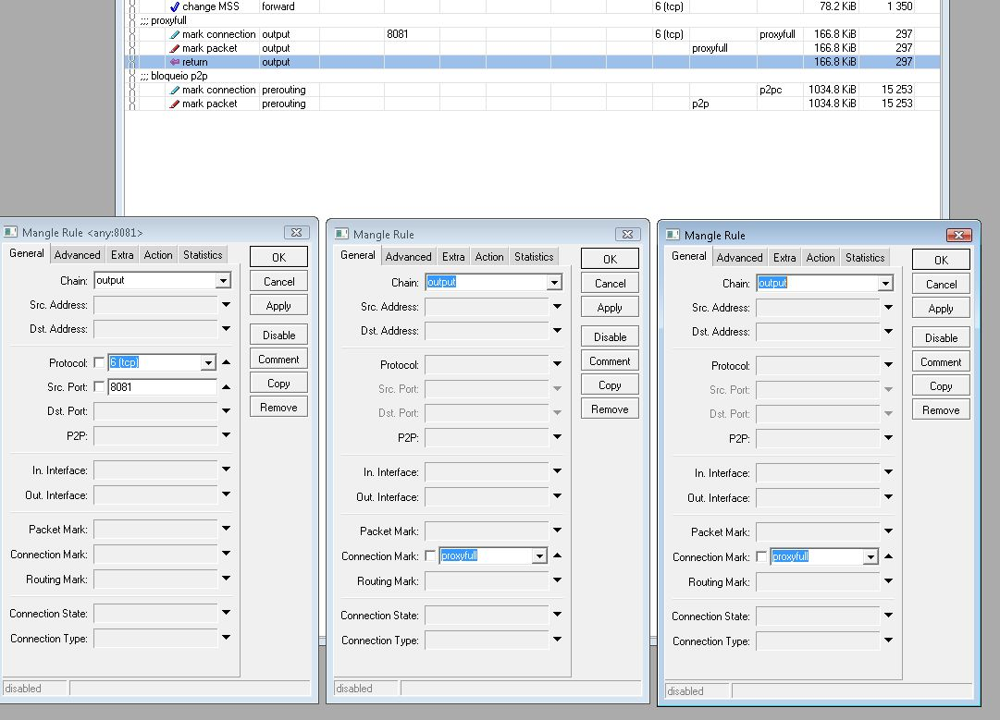 change MSS forward 6 (tcp) 78.2 KiB 1 350
;;; proxyfull
mark connection output 8081 6 (tcp) proxyfull 166.8 KiB 297
mark packet output proxyfull 166.8 KiB 297
return output 166.8 KiB 297
;;; bloqueio p2p
mark connection prerouting p2pc 1034.8 KiB 15 253
mark packet prerouting p2p 1034.8 KiB 15 253
Mangle Rule <any:8081>
General Advanced Extra Action Statistics
OK
Chain: output
Cancel
Src. Address:
Apply
Dst. Address:
Disable
Protocol: 6 (tcp)
Comment
Src. Port: 8081
Copy
Dst. Port:
Remove
P2P:
In. Interface:
Out. Interface:
Packet Mark:
Connection Mark:
Routing Mark:
Connection State:
Connection Type:
disabled
Mangle Rule
General Advanced Extra Action Statistics
OK
Chain: output
Cancel
Src. Address:
Apply
Dst. Address:
Disable
Protocol:
Comment
Src. Port:
Copy
Dst. Port:
Remove
P2P:
In. Interface:
Out. Interface:
Packet Mark:
Connection Mark: proxyfull
Routing Mark:
Connection State:
Connection Type:
disabled
Mangle Rule
General Advanced Extra Action Statistics
OK
Chain: output
Cancel
Src. Address:
Apply
Dst. Address:
Disable
Protocol:
Comment
Src. Port:
Copy
Dst. Port:
Remove
P2P:
In. Interface:
Out. Interface:
Packet Mark:
Connection Mark: proxyfull
Routing Mark:
Connection State:
Connection Type:
disabled